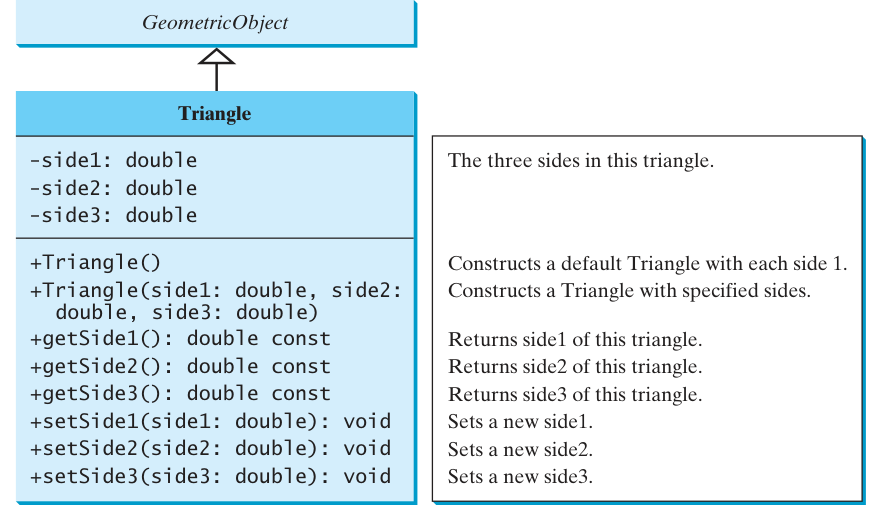 GeometricObject
Triangle
-side1: double
-side2: double
-side3: double
The three sides in this triangle.
+Triangle()
+Triangle(side1: double, side2:
double, side3: double)
+getSide1(): double const
+getSide2(): double const
+getSide3(): double const
+setSide1(side1: double): void
+setSide2(side2: double): void
+setSide3(side3: double): void
Constructs a default Triangle with each side 1.
Constructs a Triangle with specified sides.
Returns side1 of this triangle.
Returns side2 of this triangle.
Returns side3 of this triangle.
Sets a new side1.
Sets a new side2.
Sets a new side3.